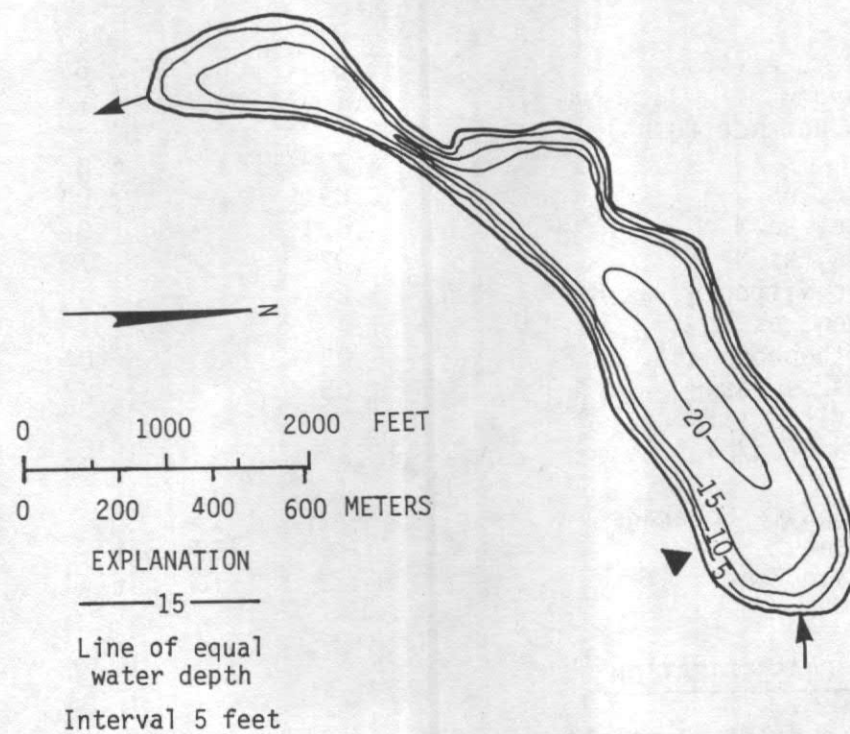 N
20
15
10
5
0 1000 2000 FEET
0 200 400 600 METERS
EXPLANATION
15
Line of equal
water depth
Interval 5 feet